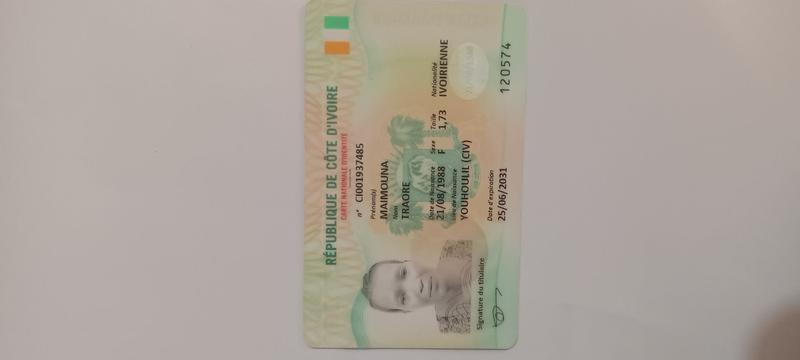 RÉPUBLIQUE DE CÔTE D'IVOIRE
CARTE NATIONALE D'IDENTITÉ
n° CI001937485
Prénom(s)
MAIMOUNA
Nom
TRAORE
Date de Naissance Sexe Taille Nationalité
21/08/1988 F 1,73 IVOIRIENNE
Lieu de Naissance
YOUHOULIL (CIV)
Date d'expiration
25/06/2031
Signature du titulaire
120574